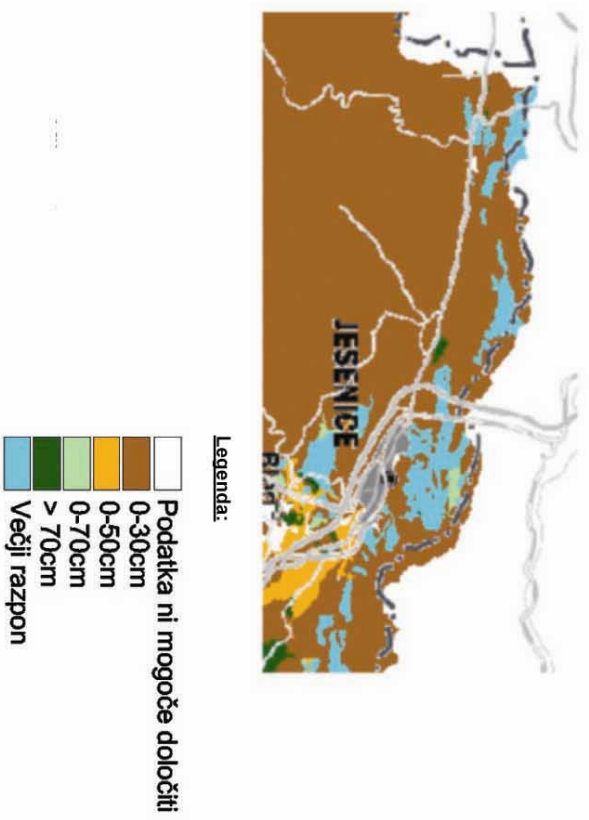 JESENICE
Legenda:
Podatka ni mogoče določiti
0-30cm
0-50cm
0-70cm
> 70cm
Večji razpon